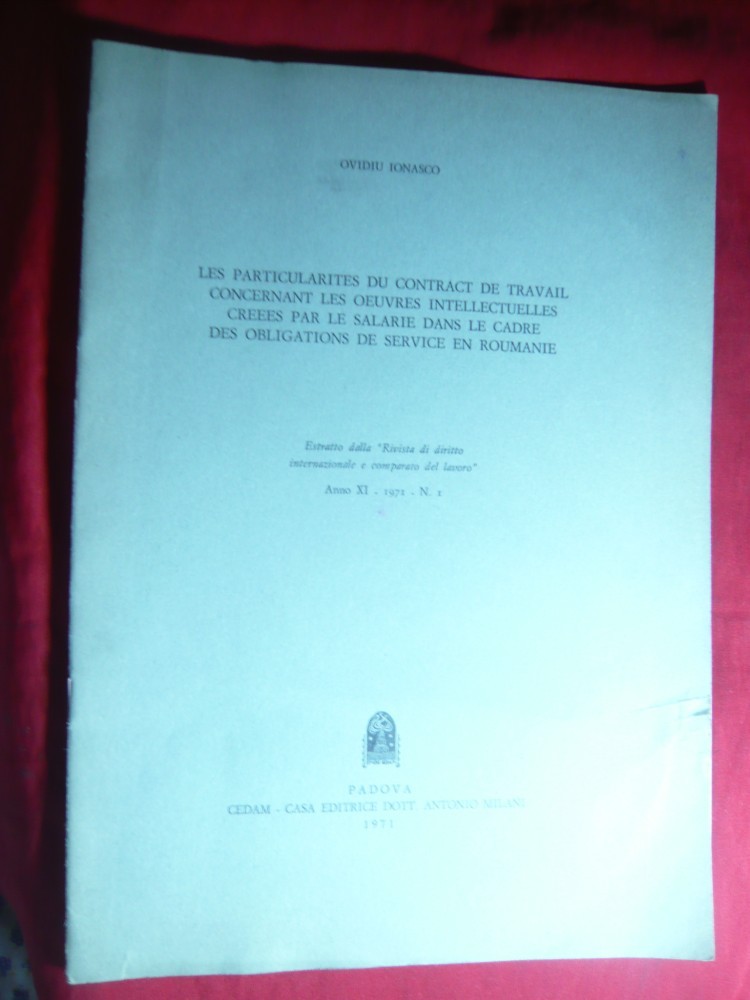 OVIDIU IONASCO
LES PARTICULARITES DU CONTRACT DE TRAVAIL
CONCERNANT LES OEUVRES INTELLECTUELLES
CREEES PAR LE SALARIE DANS LE CADRE
DES OBLIGATIONS DE SERVICE EN ROUMANIE
Estratto dalla "Rivista di diritto
internazionale e comparato del lavoro"
Anno XI - 1971 - N. 1
PADOVA
CEDAM - CASA EDITRICE DOTT. ANTONIO MILANI
1971